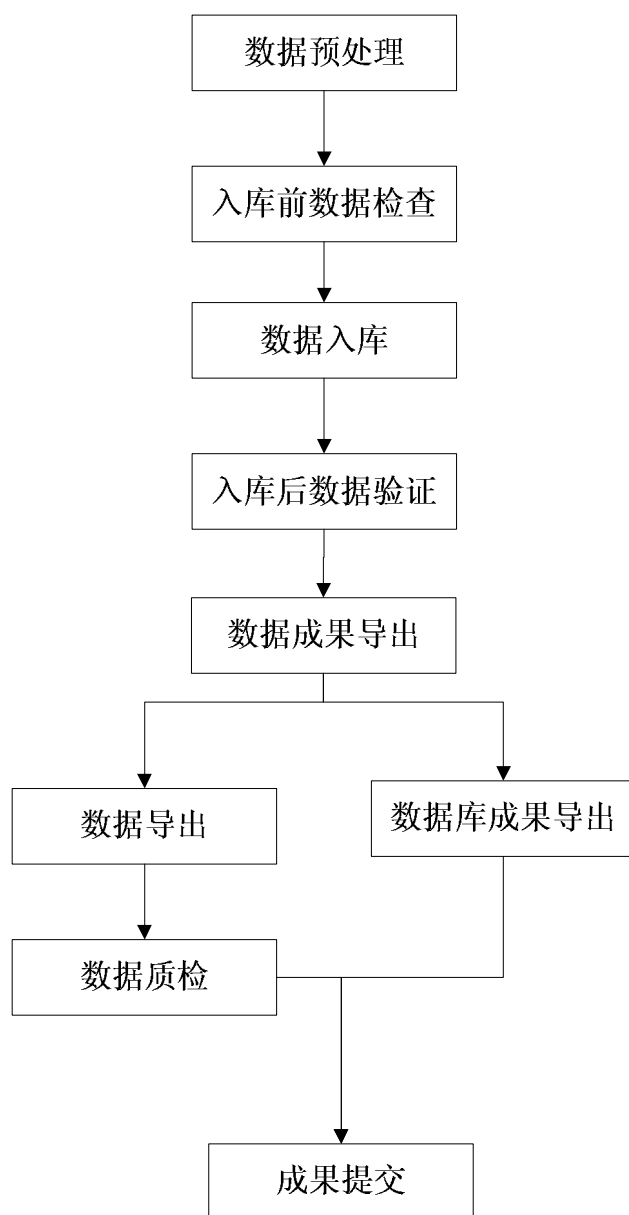 数据预处理
入库前数据检查
数据入库
入库后数据验证
数据成果导出
数据导出
数据库成果导出
数据质检
成果提交